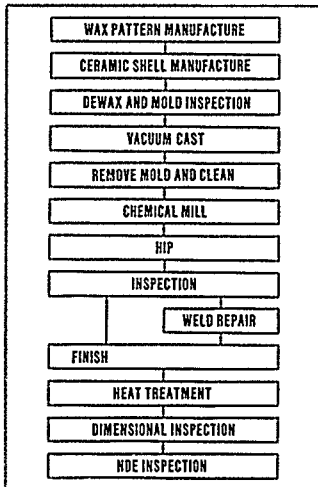 WAX PATTERN MANUFACTURE
CERAMIC SHELL MANUFACTURE
DEWAX AND MOLD INSPECTION
VACUUM CAST
REMOVE MOLD AND CLEAN
CHEMICAL MILL
HIP
INSPECTION
WELD REPAIR
FINISH
HEAT TREATMENT
DIMENSIONAL INSPECTION
NDE INSPECTION